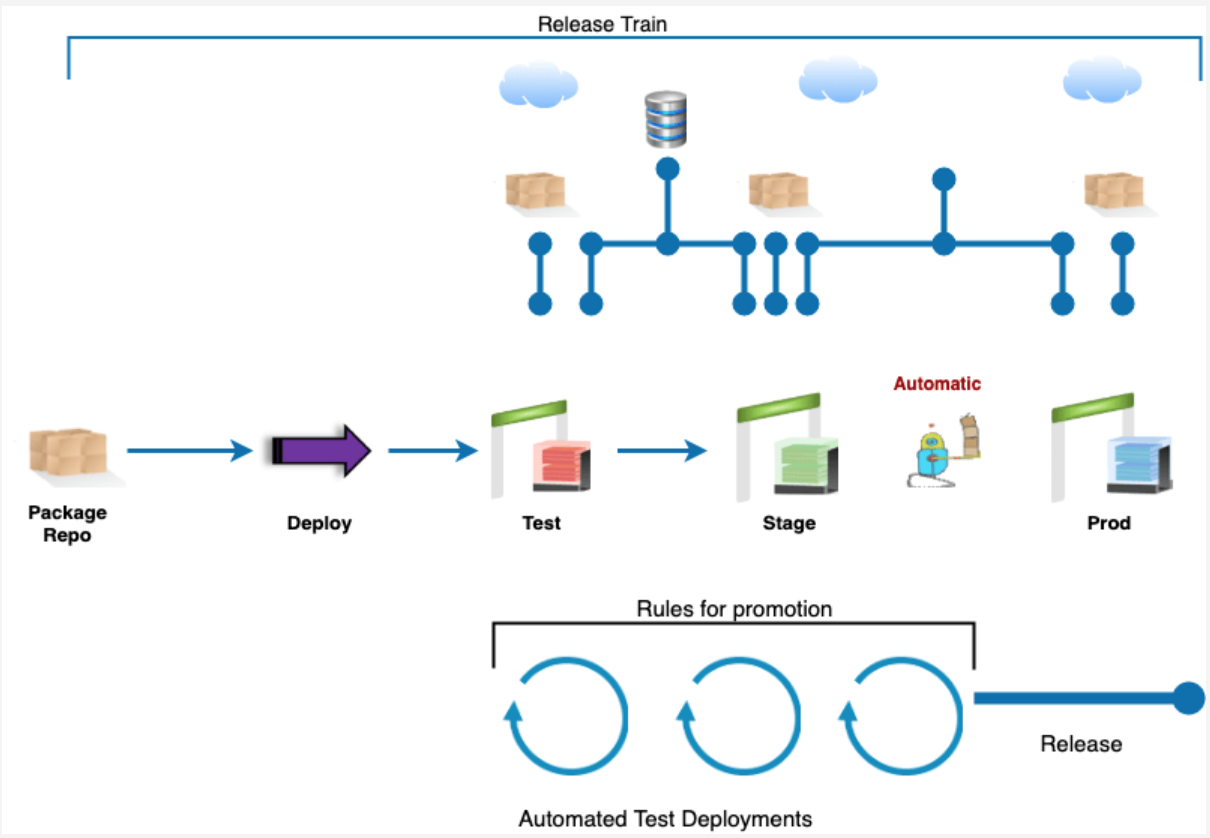 Release Train
Automatic
Package
Repo
Deploy
Test
Stage
Prod
Rules for promotion
Release
Automated Test Deployments